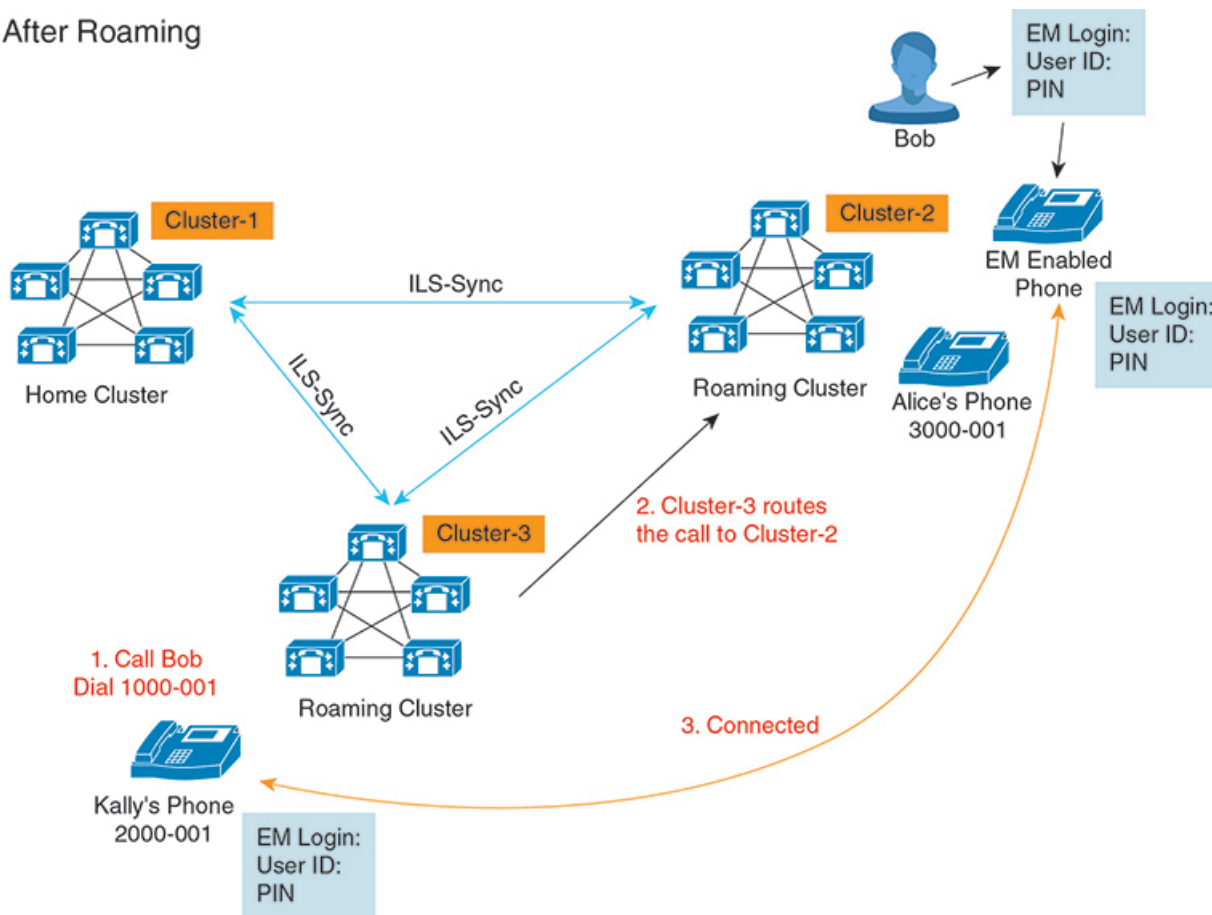 After Roaming
EM Login:
User ID:
PIN
Bob
Cluster-1
Cluster-2
EM Enabled
Phone
ILS-Sync
EM Login:
User ID:
PIN
Home Cluster
Roaming Cluster
Alice's Phone
3000-001
ILS-Sync
ILS-Sync
Cluster-3
2. Cluster-3 routes
the call to Cluster-2
1. Call Bob
Dial 1000-001
Roaming Cluster
3. Connected
Kally's Phone
2000-001
EM Login:
User ID:
PIN